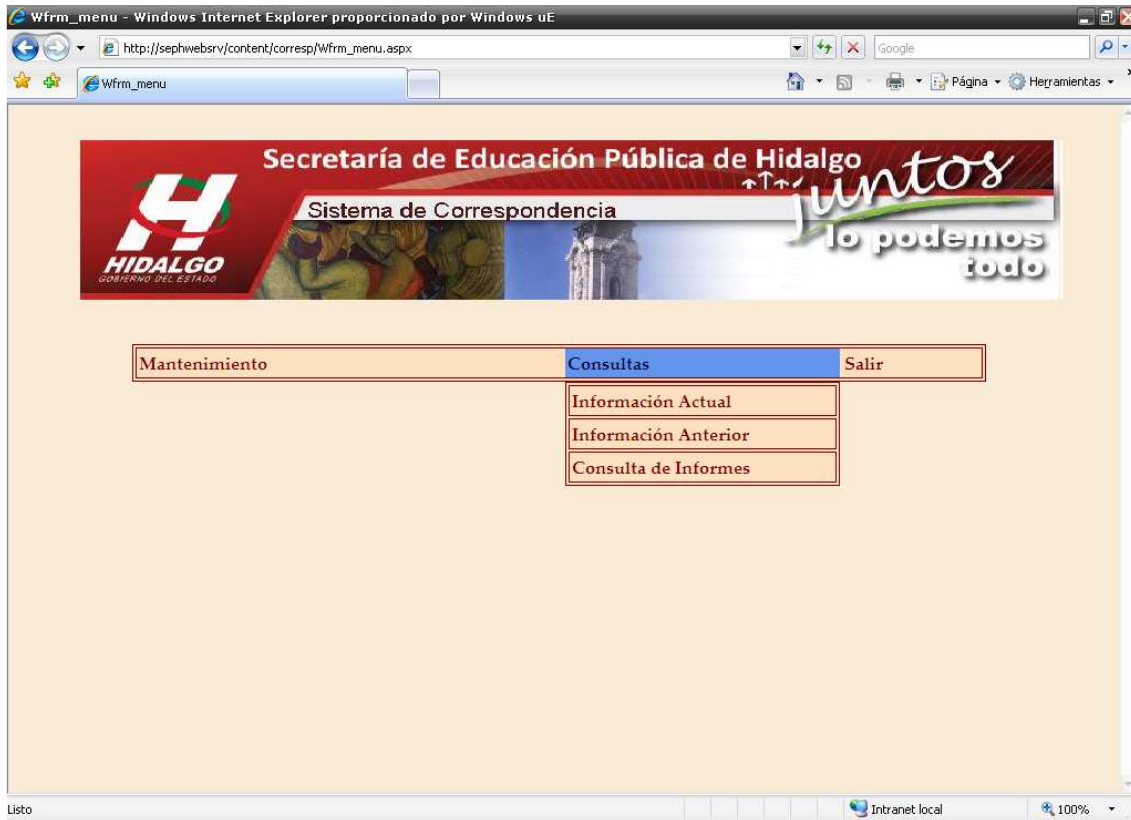 Wfrm_menu - Windows Internet Explorer proporcionado por Windows uE
http://sephwebsrv/content/corresp/Wfrm_menu.aspx
Google
Wfrm_menu
Página
Herramientas
Secretaría de Educación Pública de Hidalgo
juntos
Sistema de Correspondencia
lo podemos
todo
HIDALGO
GOBIERNO DEL ESTADO
Mantenimiento Consultas Salir
Información Actual
Información Anterior
Consulta de Informes
Listo Intranet local 100%